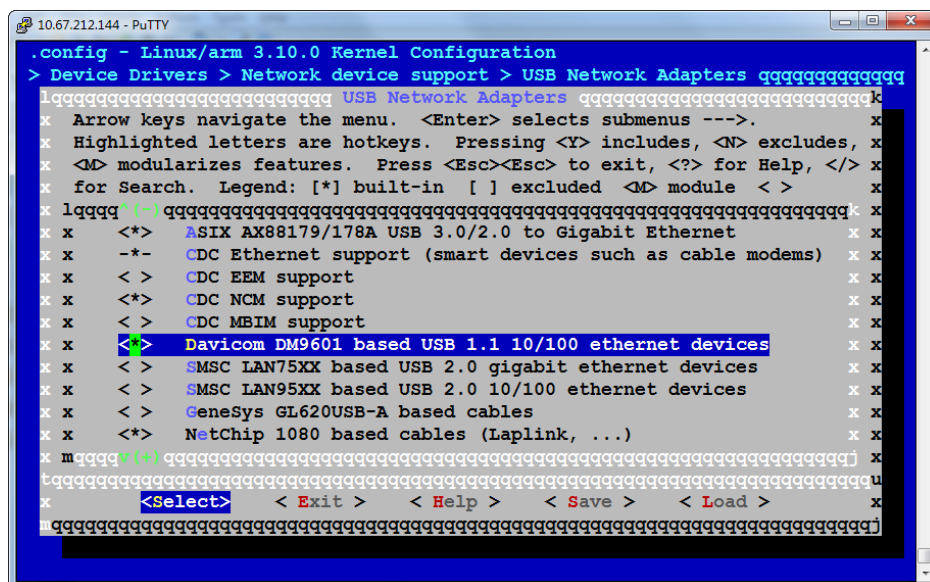 10.67.212.144 - PuTTY
.config - Linux/arm 3.10.0 Kernel Configuration
> Device Drivers > Network device support > USB Network Adapters qqqqqqqqqqqqq
lqqqqqqqqqqqqqqqqqqqqqqqqq USB Network Adapters qqqqqqqqqqqqqqqqqqqqqqqqqqk
x Arrow keys navigate the menu. <Enter> selects submenus --->. x
x Highlighted letters are hotkeys. Pressing <Y> includes, <N> excludes, x
x <M> modularizes features. Press <Esc><Esc> to exit, <?> for Help, </> x
x for Search. Legend: [*] built-in [ ] excluded <M> module < > x
x lqqqq^(-)qqqqqqqqqqqqqqqqqqqqqqqqqqqqqqqqqqqqqqqqqqqqqqqqqqqqqqqqqqqqqk x
x x <*> ASIX AX88179/178A USB 3.0/2.0 to Gigabit Ethernet x x
x x -*- CDC Ethernet support (smart devices such as cable modems) x x
x x < > CDC EEM support x x
x x <*> CDC NCM support x x
x x < > CDC MBIM support x x
x x <*> Davicom DM9601 based USB 1.1 10/100 ethernet devices x x
x x < > SMSC LAN75XX based USB 2.0 gigabit ethernet devices x x
x x < > SMSC LAN95XX based USB 2.0 10/100 ethernet devices x x
x x < > GeneSys GL620USB-A based cables x x
x x <*> NetChip 1080 based cables (Laplink, ...) x x
x mqqqqv(+)qqqqqqqqqqqqqqqqqqqqqqqqqqqqqqqqqqqqqqqqqqqqqqqqqqqqqqqqqqqqqj x
tqqqqqqqqqqqqqqqqqqqqqqqqqqqqqqqqqqqqqqqqqqqqqqqqqqqqqqqqqqqqqqqqqqqqqqqqqu
x <Select> < Exit > < Help > < Save > < Load > x
mqqqqqqqqqqqqqqqqqqqqqqqqqqqqqqqqqqqqqqqqqqqqqqqqqqqqqqqqqqqqqqqqqqqqqqqqqj